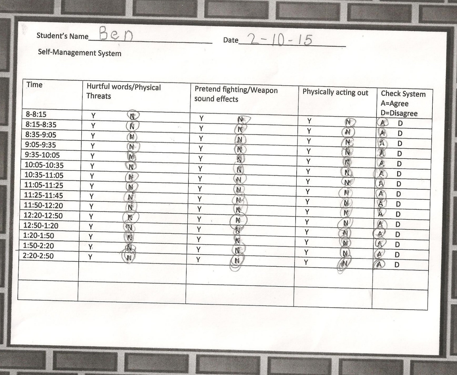 Student's Name Ben Date 2-10-15
Self-Management System
Time Hurtful words/Physical Threats Pretend fighting/Weapon sound effects Physically acting out Check System A=Agree D=Disagree
8-8:15 Y N Y N Y N A D
8:15-8:35 Y N Y N Y N A D
8:35-9:05 Y N Y N Y N A D
9:05-9:35 Y N Y N Y N A D
9:35-10:05 Y N Y N Y N A D
10:05-10:35 Y N Y N Y N A D
10:35-11:05 Y N Y N Y N A D
11:05-11:25 Y N Y N Y N A D
11:25-11:45 Y N Y N Y N A D
11:50-12:20 Y N Y N Y N A D
12:20-12:50 Y N Y N Y N A D
12:50-1:20 Y N Y N Y N A D
1:20-1:50 Y N Y N Y N A D
1:50-2:20 Y N Y N Y N A D
2:20-2:50 Y N Y N Y N A D